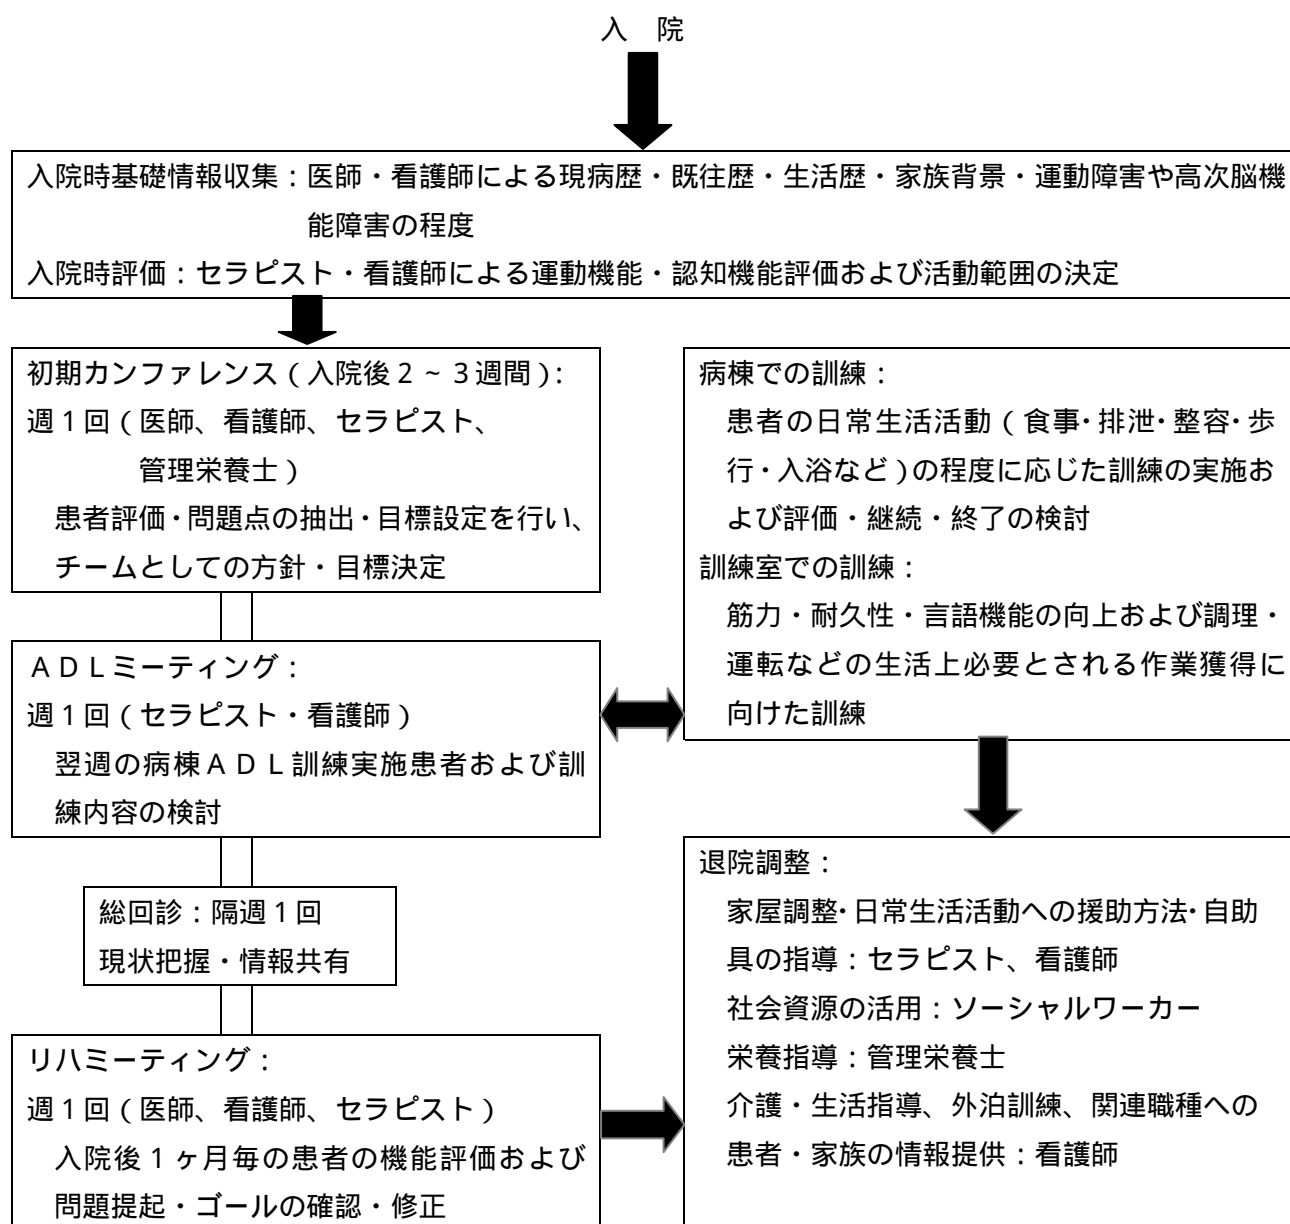 入　院
入院時基礎情報収集：医師・看護師による現病歴・既往歴・生活歴・家族背景・運動障害や高次脳機
能障害の程度
入院時評価：セラピスト・看護師による運動機能・認知機能評価および活動範囲の決定
初期カンファレンス（入院後２～３週間）：
週１回（医師、看護師、セラピスト、
管理栄養士）
患者評価・問題点の抽出・目標設定を行い、
チームとしての方針・目標決定
ＡＤＬミーティング：
週１回（セラピスト・看護師）
翌週の病棟ＡＤＬ訓練実施患者および訓
練内容の検討
総回診：隔週１回
現状把握・情報共有
リハミーティング：
週１回（医師、看護師、セラピスト）
入院後１ヶ月毎の患者の機能評価および
問題提起・ゴールの確認・修正
病棟での訓練：
患者の日常生活活動（食事・排泄・整容・歩
行・入浴など）の程度に応じた訓練の実施お
よび評価・継続・終了の検討
訓練室での訓練：
筋力・耐久性・言語機能の向上および調理・
運転などの生活上必要とされる作業獲得に
向けた訓練
退院調整：
家屋調整・日常生活活動への援助方法・自助
具の指導：セラピスト、看護師
社会資源の活用：ソーシャルワーカー
栄養指導：管理栄養士
介護・生活指導、外泊訓練、関連職種への
患者・家族の情報提供：看護師